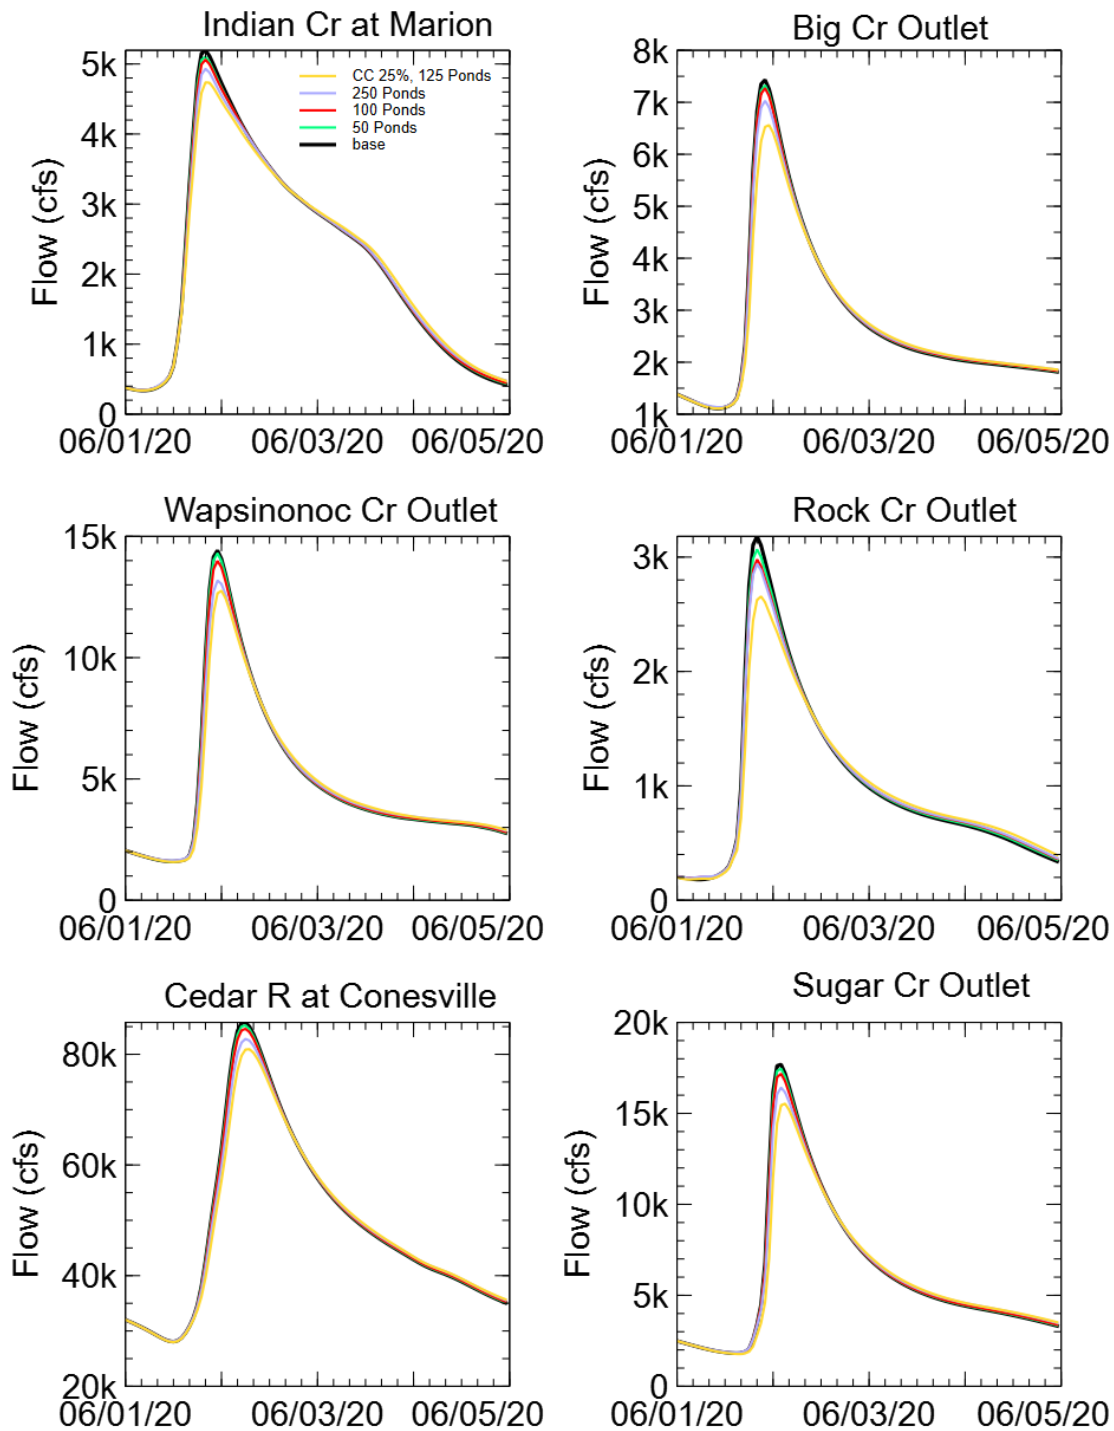 Indian Cr at Marion
5k
4k
3k
2k
1k
0
Flow (cfs)
CC 25%, 125 Ponds
250 Ponds
100 Ponds
50 Ponds
base
06/01/20 06/03/20 06/05/20
Big Cr Outlet
8k
7k
6k
5k
4k
3k
2k
1k
Flow (cfs)
06/01/20 06/03/20 06/05/20
Wapsinonoc Cr Outlet
15k
10k
5k
0
Flow (cfs)
06/01/20 06/03/20 06/05/20
Rock Cr Outlet
3k
2k
1k
0
Flow (cfs)
06/01/20 06/03/20 06/05/20
Cedar R at Conesville
80k
60k
40k
20k
Flow (cfs)
06/01/20 06/03/20 06/05/20
Sugar Cr Outlet
20k
15k
10k
5k
0
Flow (cfs)
06/01/20 06/03/20 06/05/20